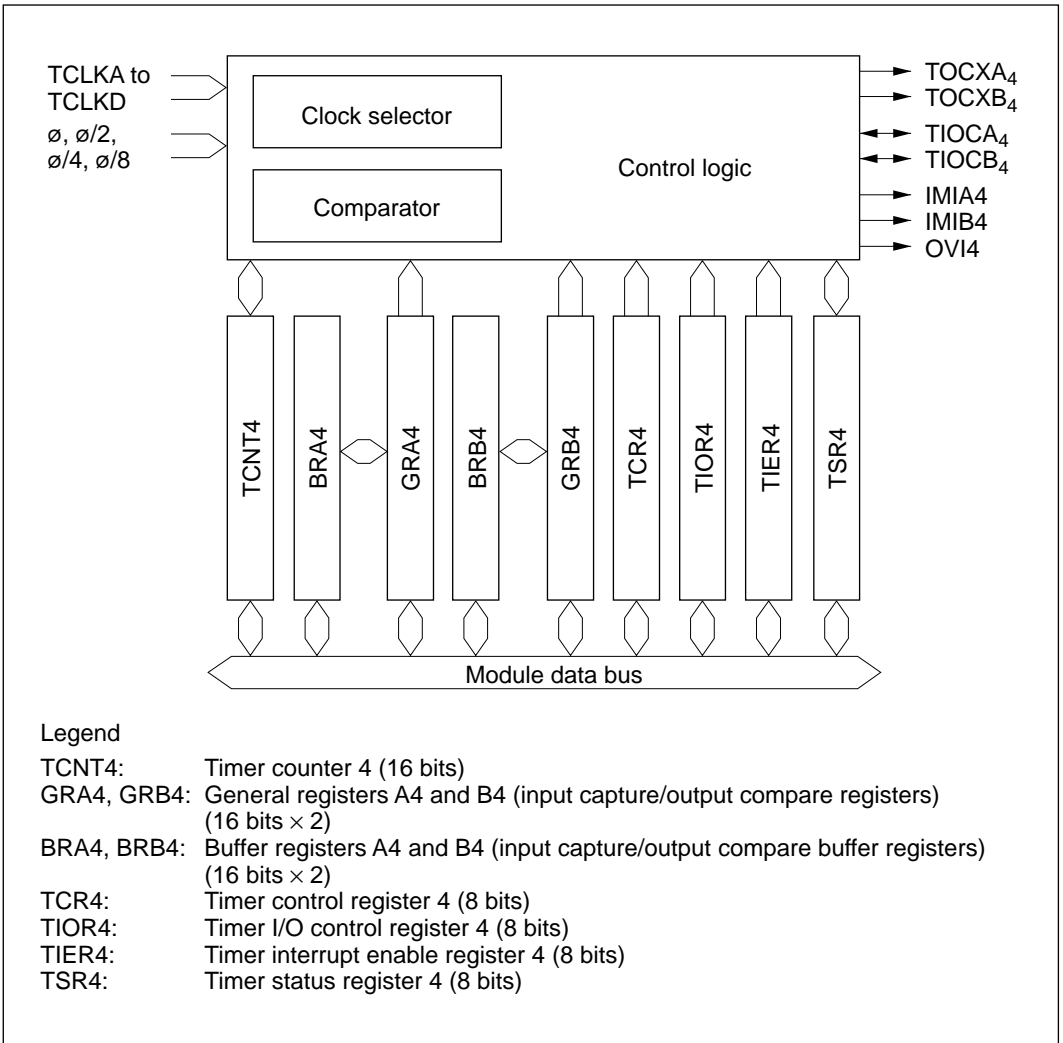 TCLKA to
TCLKD
ø, ø/2,
ø/4, ø/8
Clock selector
Comparator
Control logic
TOCXA4
TOCXB4
TIOCA4
TIOCB4
IMIA4
IMIB4
OVI4
TCNT4
BRA4
GRA4
BRB4
GRB4
TCR4
TIOR4
TIER4
TSR4
Module data bus
Legend
TCNT4: Timer counter 4 (16 bits)
GRA4, GRB4: General registers A4 and B4 (input capture/output compare registers)
(16 bits × 2)
BRA4, BRB4: Buffer registers A4 and B4 (input capture/output compare buffer registers)
(16 bits × 2)
TCR4: Timer control register 4 (8 bits)
TIOR4: Timer I/O control register 4 (8 bits)
TIER4: Timer interrupt enable register 4 (8 bits)
TSR4: Timer status register 4 (8 bits)